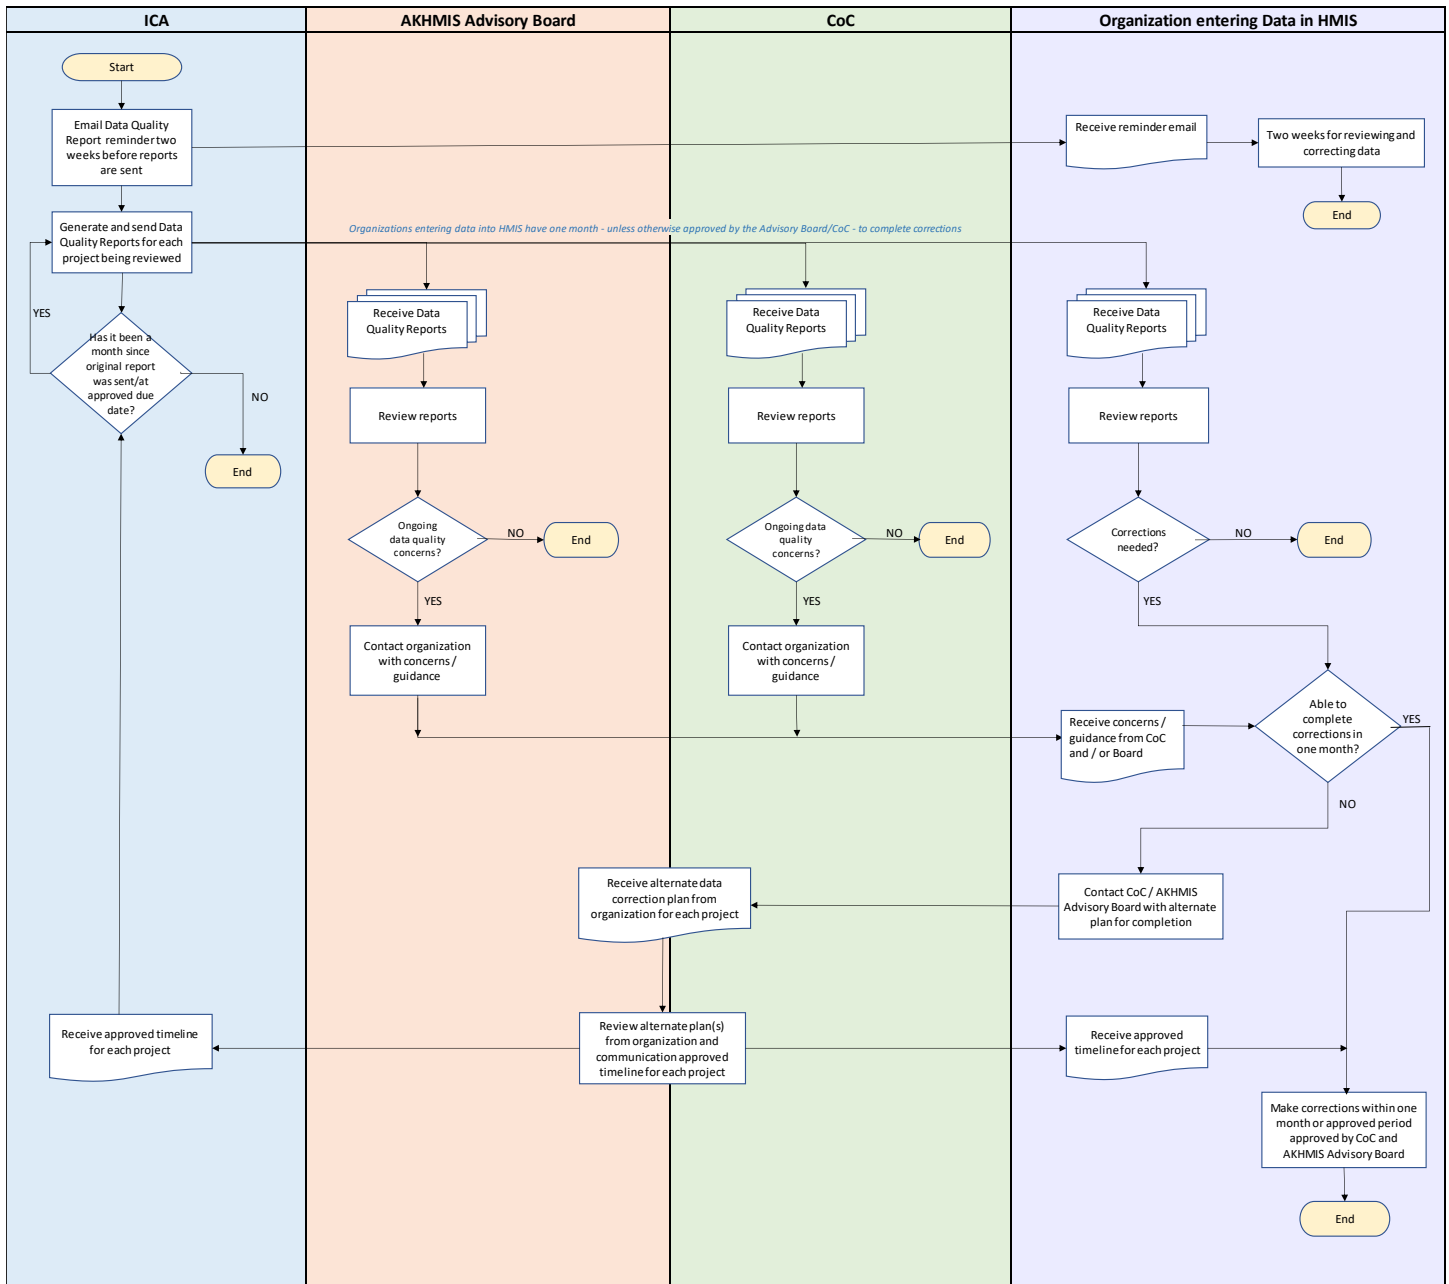 ICA
AKHMIS Advisory Board
CoC
Organization entering Data in HMIS
Start
Email Data Quality
Report reminder two
weeks before reports
are sent
Receive reminder email
Two weeks for reviewing and
correcting data
End
Generate and send Data
Quality Reports for each
project being reviewed
Organizations entering data into HMIS have one month - unless otherwise approved by the Advisory Board/CoC - to complete corrections
YES
Has it been a
month since
original report
was sent/at
approved due
date?
NO
End
Receive Data
Quality Reports
Review reports
Ongoing
data quality
concerns?
NO
End
YES
Contact organization
with concerns /
guidance
Receive Data
Quality Reports
Review reports
Ongoing data
quality
concerns?
NO
End
YES
Contact organization
with concerns /
guidance
Receive Data
Quality Reports
Review reports
Corrections
needed?
NO
End
YES
Receive concerns /
guidance from CoC
and / or Board
Able to
complete
corrections in
one month?
YES
NO
Receive alternate data
correction plan from
organization for each project
Contact CoC / AKHMIS
Advisory Board with alternate
plan for completion
Receive approved timeline
for each project
Review alternate plan(s)
from organization and
communication approved
timeline for each project
Receive approved
timeline for each project
Make corrections within one
month or approved period
approved by CoC and
AKHMIS Advisory Board
End